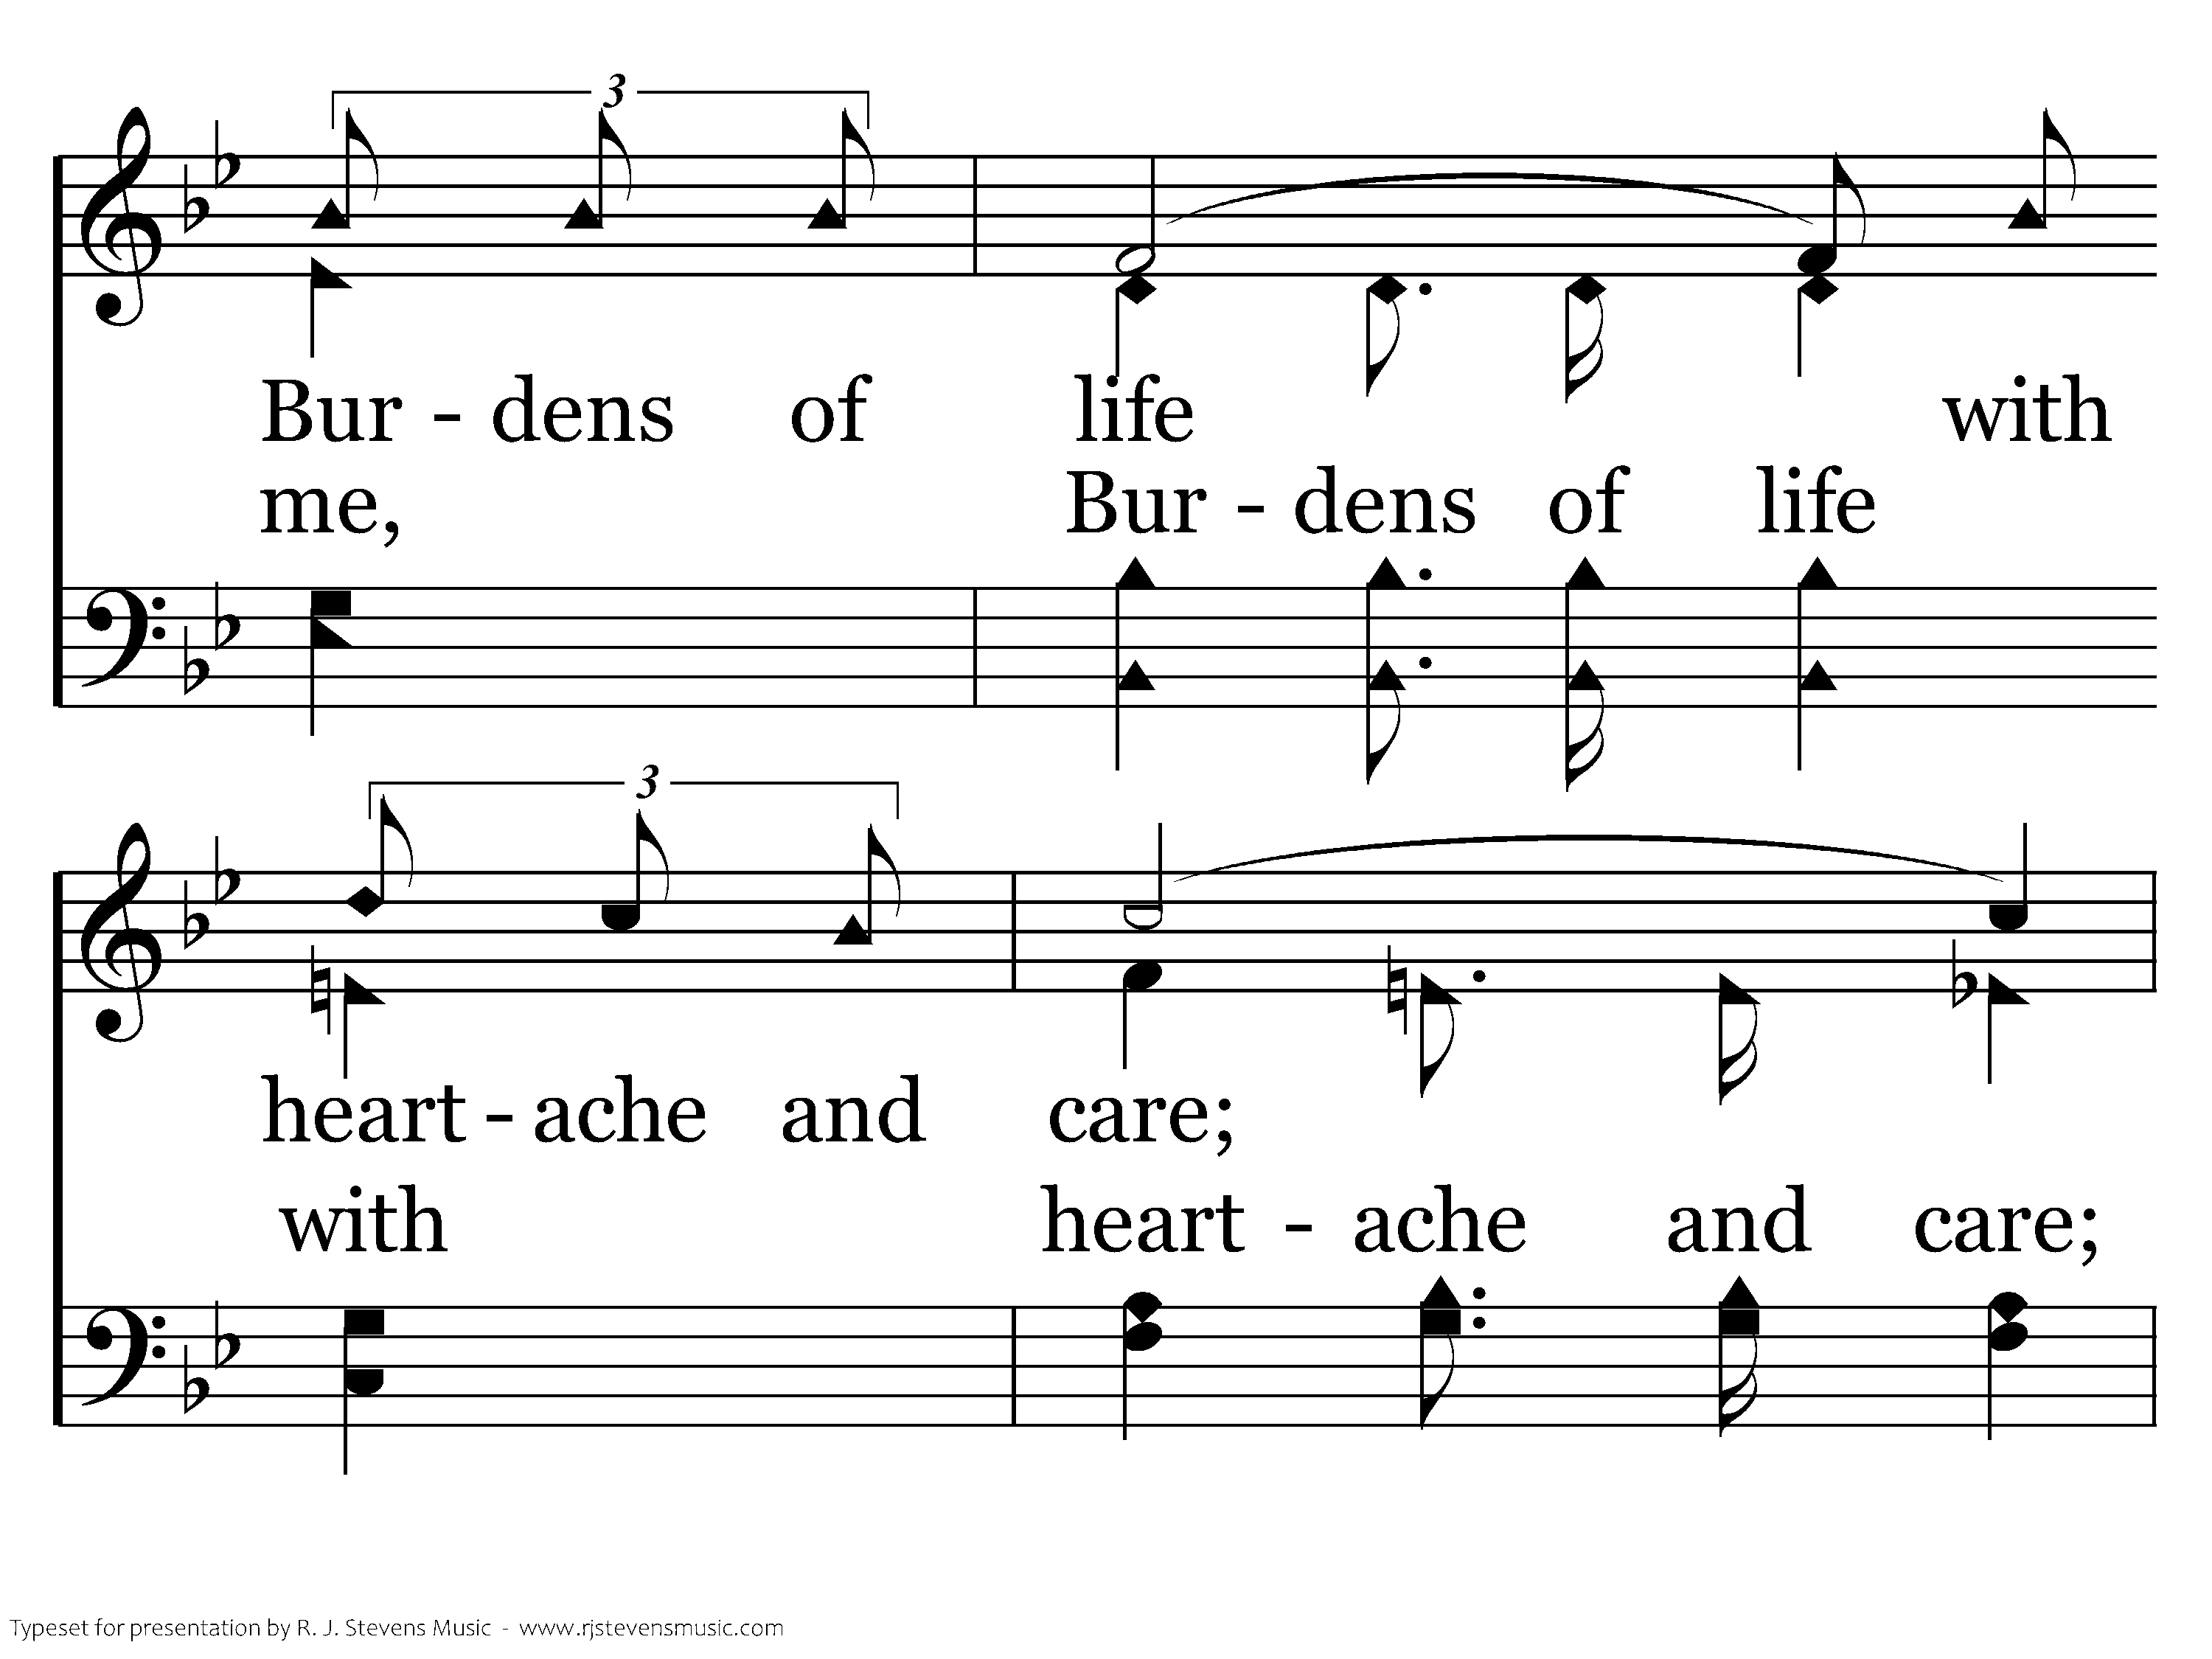 3
Bur - dens of life with
me, Bur - dens of life
3
heart - ache and care;
with heart - ache and care;
Typeset for presentation by R. J. Stevens Music - www.rjstevensmusic.com